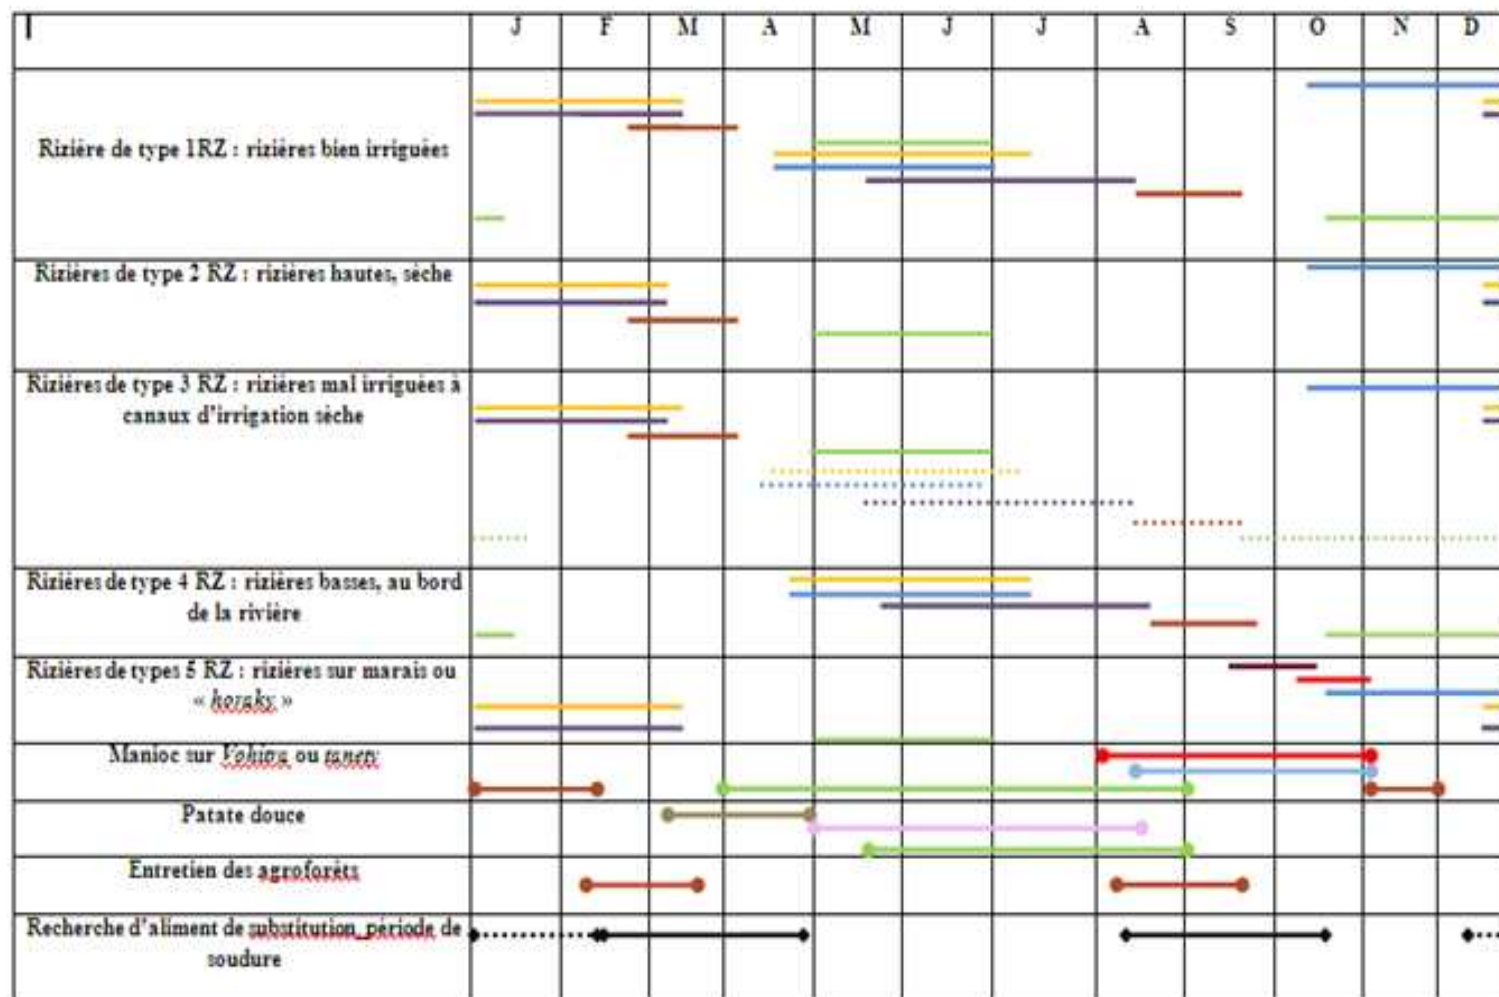 J F M A M J J A S O N D
Rizière de type 1RZ : rizières bien irriguées
Rizières de type 2 RZ : rizières hautes, sèche
Rizières de type 3 RZ : rizières mal irriguées à
canaux d'irrigation sèche
Rizières de type 4 RZ : rizières basses, au bord
de la rivière
Rizières de types 5 RZ : rizières sur marais ou
« horaky »
Manioc sur Vohitra ou tanety
Patate douce
Entretien des agroforêts
Recherche d'aliment de substitution_période de
soudure